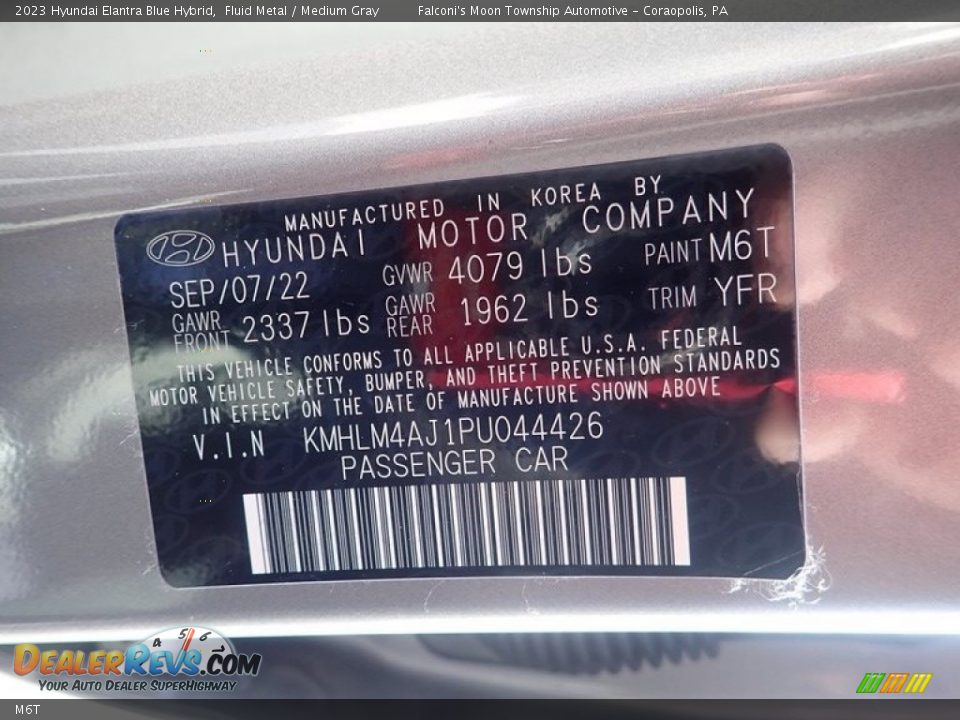 2023 Hyundai Elantra Blue Hybrid,  Fluid Metal / Medium Gray        Falconi's Moon Township Automotive - Coraopolis, PA
MANUFACTURED IN KOREA BY
HYUNDAI MOTOR COMPANY
SEP/07/22 GVWR 4079 lbs PAINT M6T
GAWR FRONT 2337 lbs GAWR REAR 1962 lbs TRIM YFR
THIS VEHICLE CONFORMS TO ALL APPLICABLE U.S.A. FEDERAL
MOTOR VEHICLE SAFETY, BUMPER, AND THEFT PREVENTION STANDARDS
IN EFFECT ON THE DATE OF MANUFACTURE SHOWN ABOVE
V.I.N KMHLM4AJ1PU044426
PASSENGER CAR
4 5 6
DEALERREVS.COM
YOUR AUTO DEALER SUPERHIGHWAY
M6T